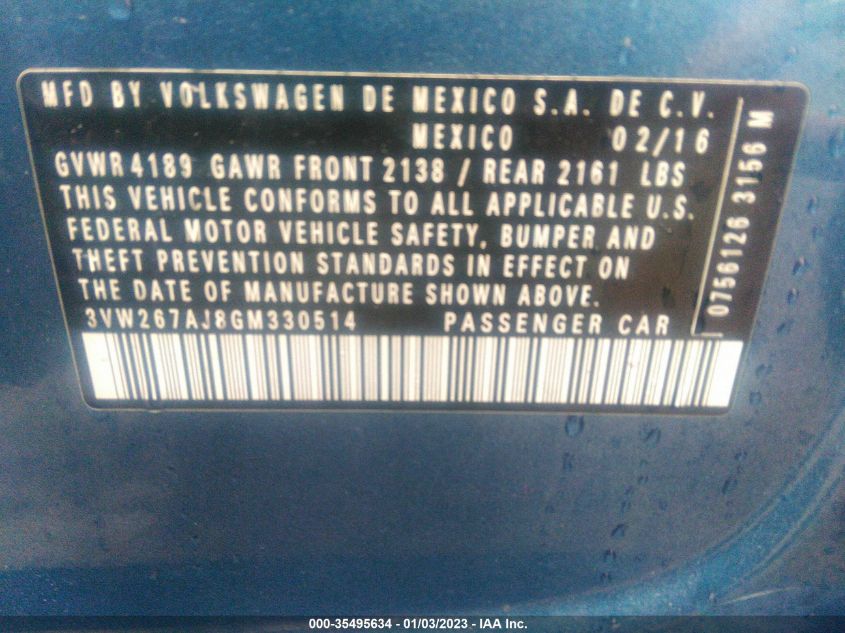 MFD BY VOLKSWAGEN DE MEXICO S.A. DE C.V.
MEXICO 02/16
GVWR 4189 GAWR FRONT 2138 / REAR 2161 LBS
THIS VEHICLE CONFORMS TO ALL APPLICABLE U.S.
FEDERAL MOTOR VEHICLE SAFETY, BUMPER AND
THEFT PREVENTION STANDARDS IN EFFECT ON
THE DATE OF MANUFACTURE SHOWN ABOVE.
3VW267AJ8GM330514 PASSENGER CAR
0756126 3156 M
000-35495634 - 01/03/2023 - IAA Inc.